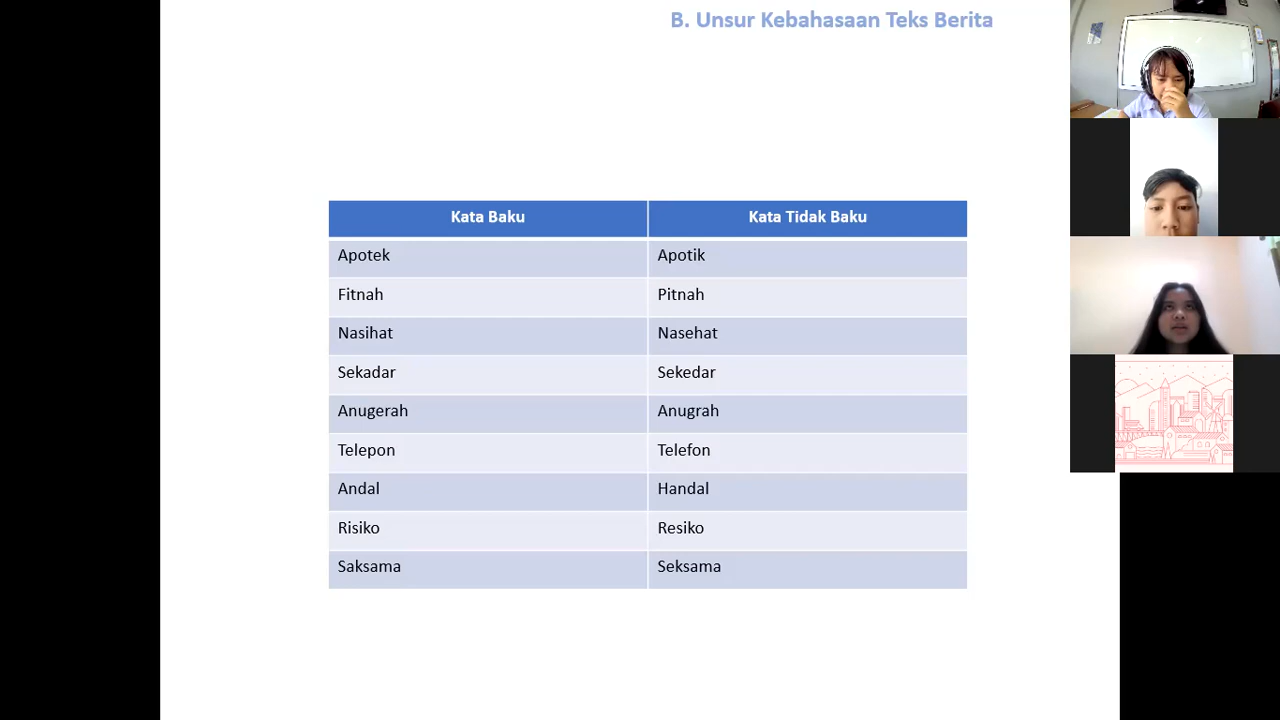 B. Unsur Kebahasaan Teks Berita
Kata Baku Kata Tidak Baku
Apotek Apotik
Fitnah Pitnah
Nasihat Nasehat
Sekadar Sekedar
Anugerah Anugrah
Telepon Telefon
Andal Handal
Risiko Resiko
Saksama Seksama